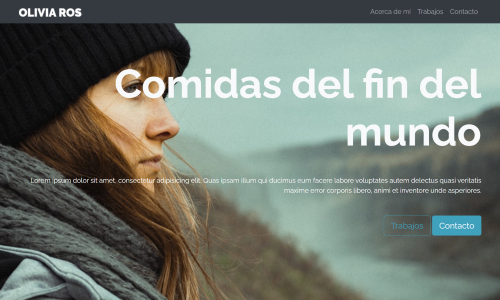 OLIVIA ROS
Acerca de mí Trabajos Contacto
Comidas del fin del
mundo
Lorem ipsum dolor sit amet, consectetur adipisicing elit. Quas ipsam illum qui ducimus eum facere labore voluptates autem delectus quasi veritatis
maxime error corporis libero, animi et inventore unde asperiores.
Trabajos Contacto